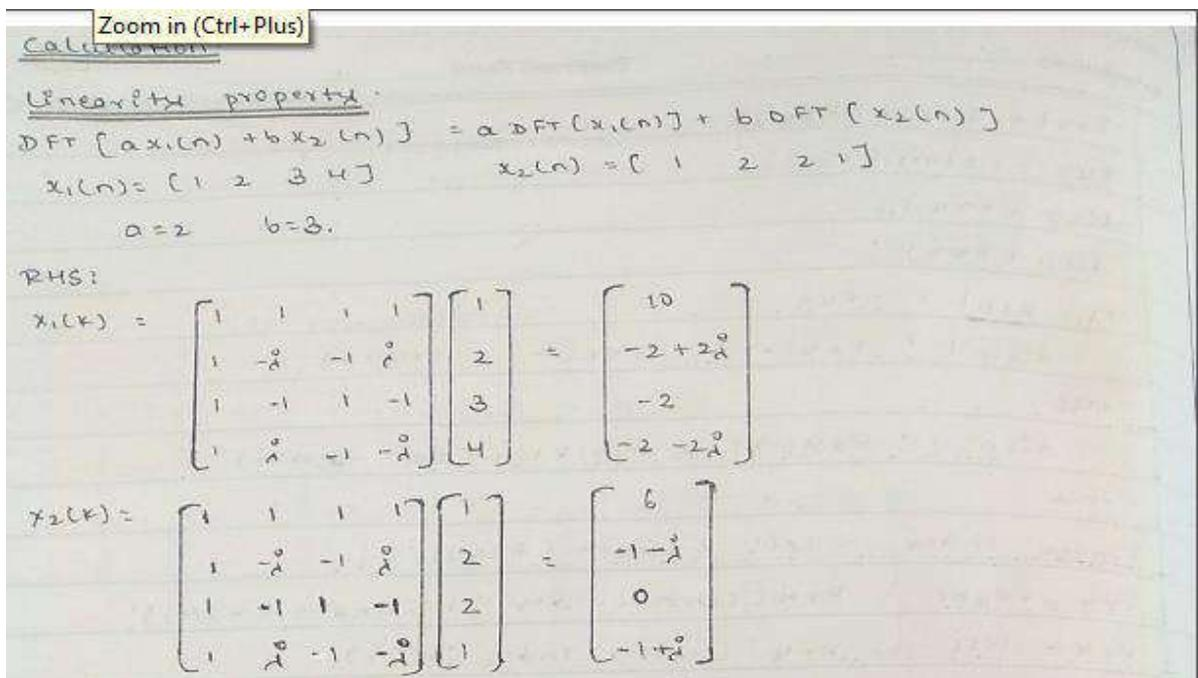 Zoom in (Ctrl+Plus)
Calculation
Linearity property.
DFT [ax1(n) + bx2(n)] = a DFT [x1(n)] + b DFT [x2(n)]
x1(n) = [1 2 3 4] x2(n) = [1 2 2 1]
a=2 b=3.
RHS:
x1(k) = [1 1 1 1] [1] = [10]
[1 -j -1 j] [2] [-2+2j]
[1 -1 1 -1] [3] [-2]
[1 j -1 -j] [4] [-2-2j]
x2(k) = [1 1 1 1] [1] = [6]
[1 -j -1 j] [2] [-1-j]
[1 -1 1 -1] [2] [0]
[1 j -1 -j] [1] [-1+j]